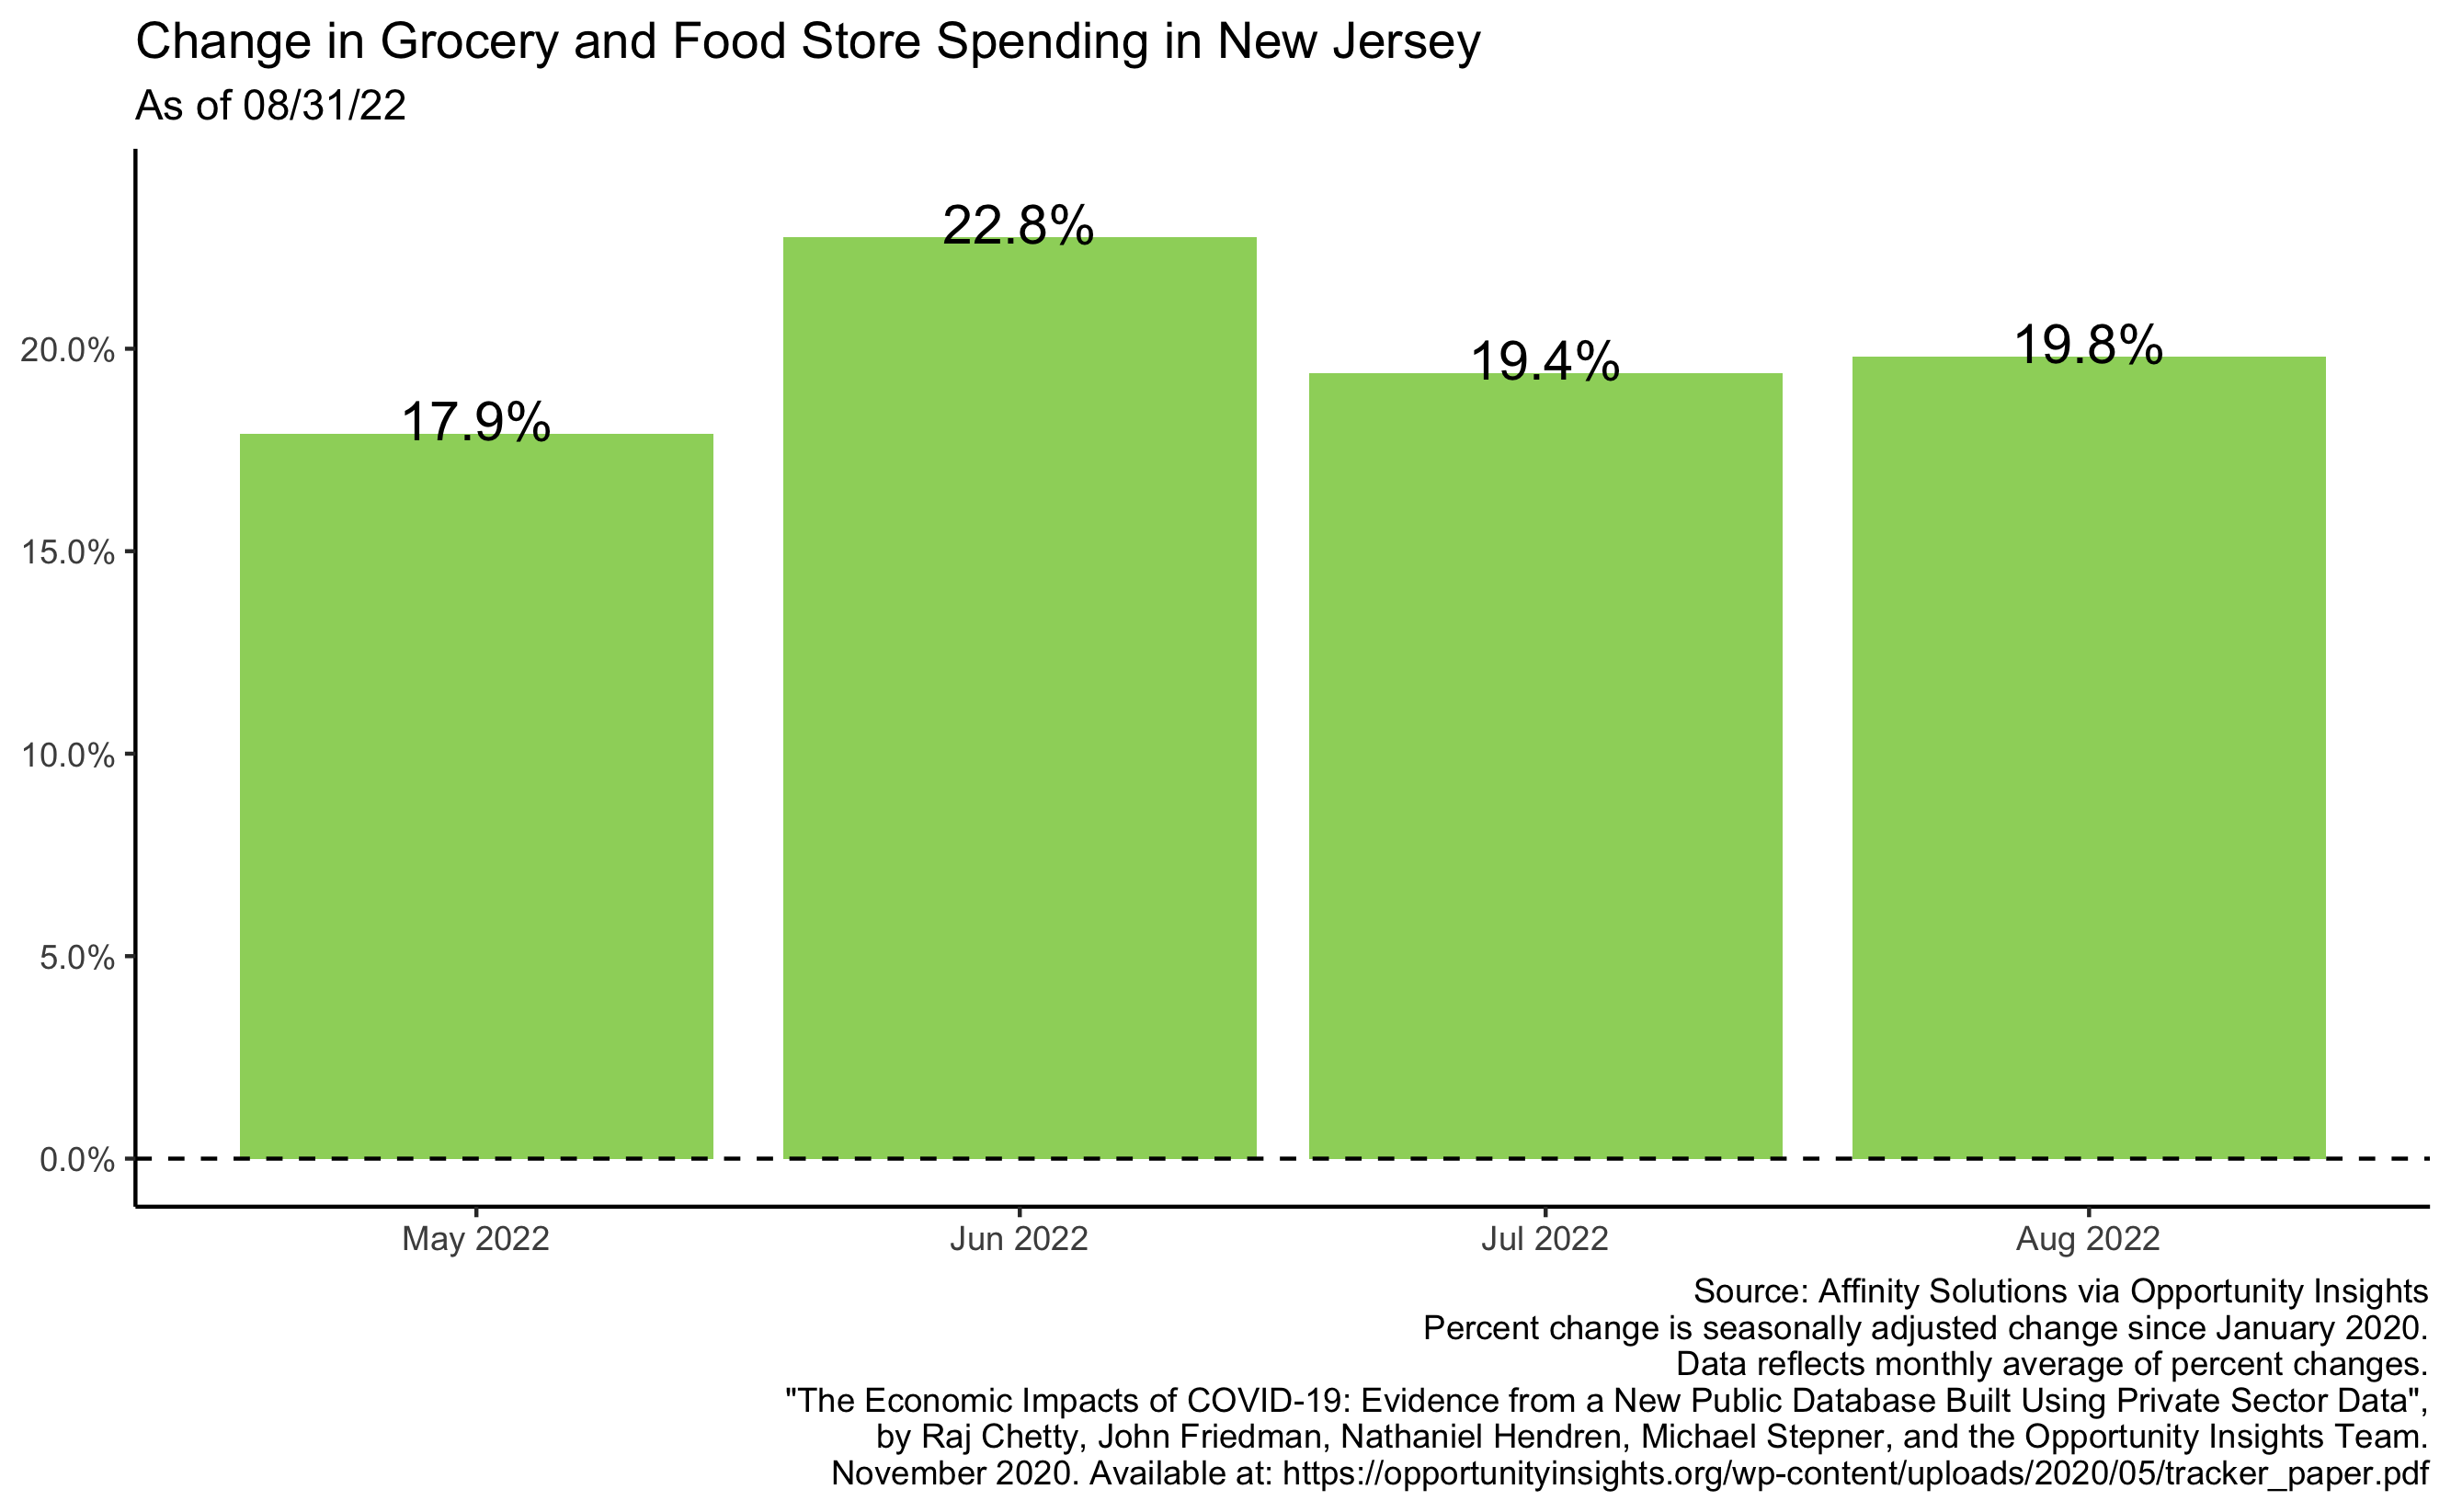 Change in Grocery and Food Store Spending in New Jersey
As of 08/31/22
22.8%
19.8%
19.4%
17.9%
20.0%
15.0%
10.0%
5.0%
0.0%
May 2022
Jun 2022
Jul 2022
Aug 2022
Source: Affinity Solutions via Opportunity Insights
Percent change is seasonally adjusted change since January 2020.
Data reflects monthly average of percent changes.
"The Economic Impacts of COVID-19: Evidence from a New Public Database Built Using Private Sector Data",
by Raj Chetty, John Friedman, Nathaniel Hendren, Michael Stepner, and the Opportunity Insights Team.
November 2020. Available at: https://opportunityinsights.org/wp-content/uploads/2020/05/tracker_paper.pdf